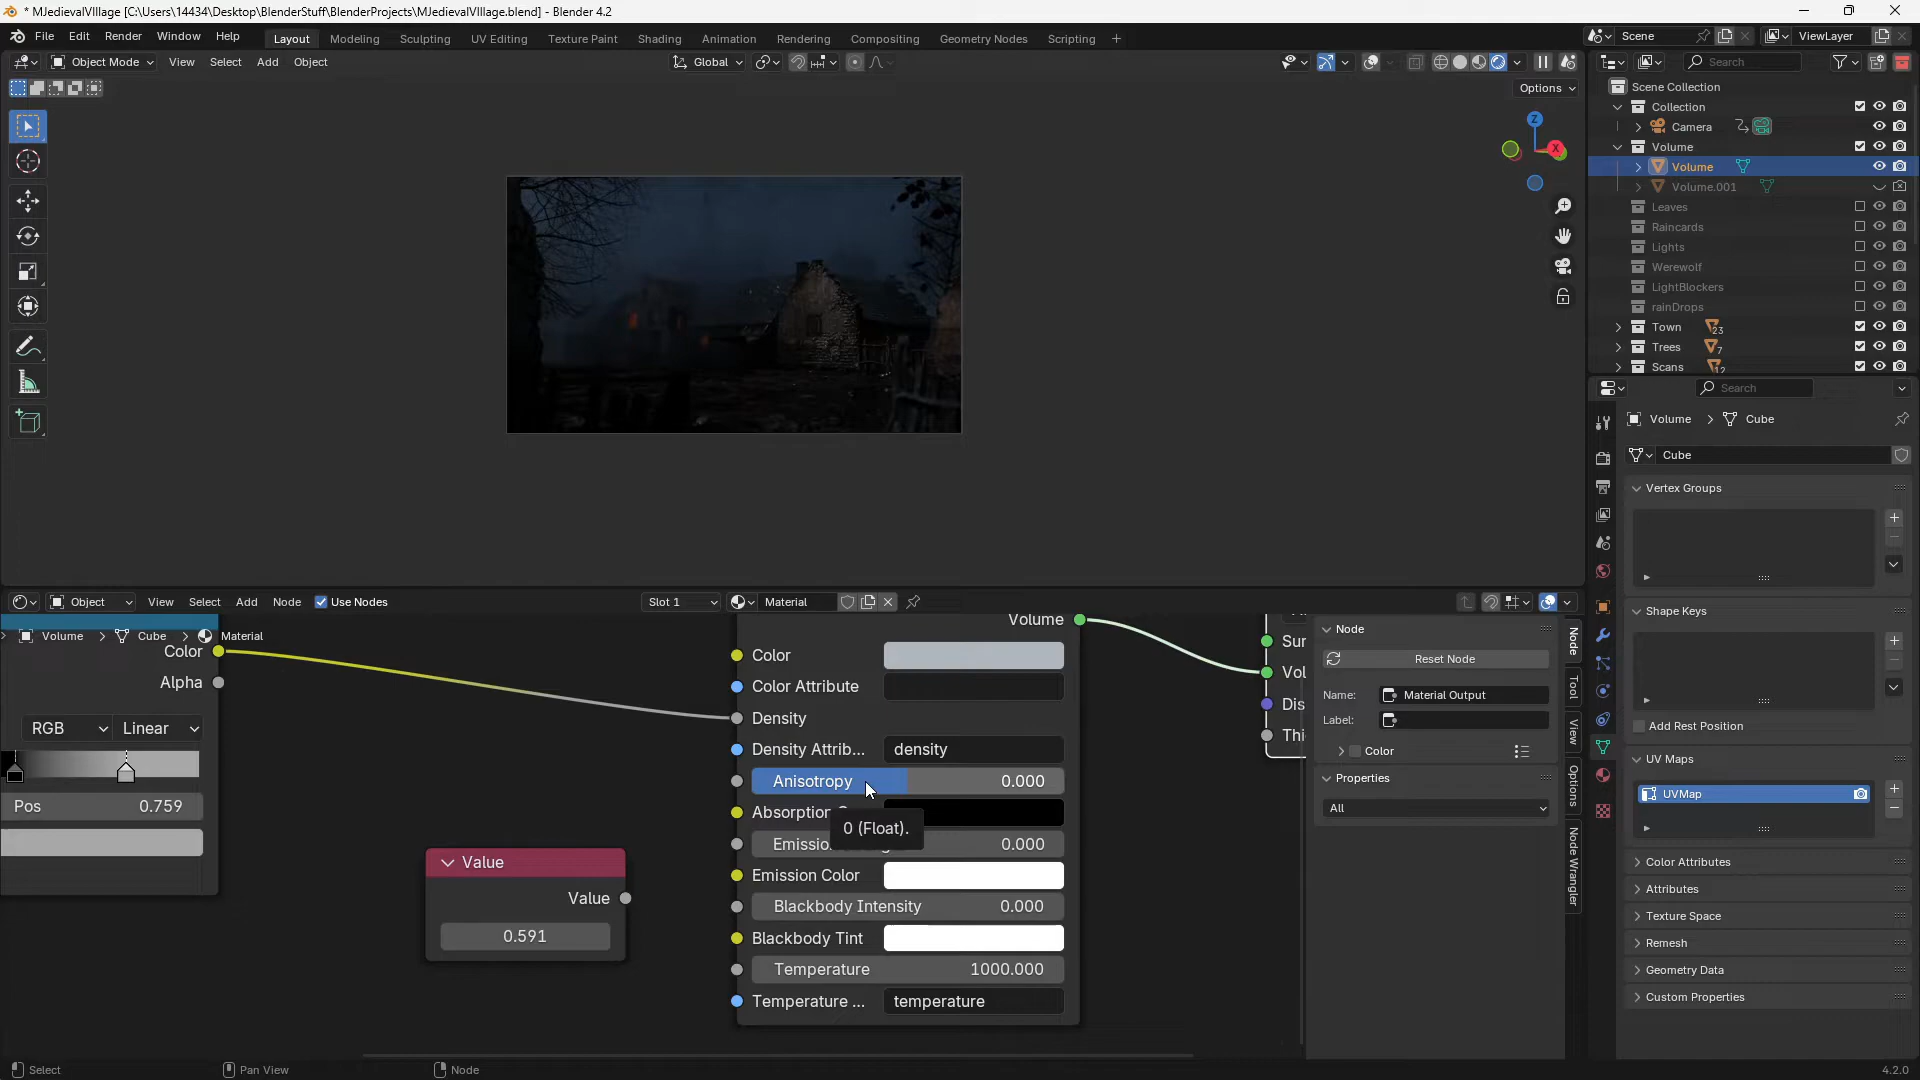 * MJedievalVIllage [C:\Users\14434\Desktop\BlenderStuff\BlenderProjects\MJedievalVIllage.blend] - Blender 4.2
File Edit Render Window Help Layout Modeling Sculpting UV Editing Texture Paint Shading Animation Rendering Compositing Geometry Nodes Scripting + Scene ViewLayer
Object Mode View Select Add Object Global Search
Options
Scene Collection
Collection
Camera
Volume
Volume
Volume.001
Leaves
Raincards
Lights
Werewolf
LightBlockers
rainDrops
Town 23
Trees 7
Scans 12
Z
X
Search
Volume > Cube
Cube
Vertex Groups
Shape Keys
Add Rest Position
UV Maps
UVMap
Color Attributes
Attributes
Texture Space
Remesh
Geometry Data
Custom Properties
Object View Select Add Node Use Nodes Slot 1 Material
Volume > Cube > Material
Color
Alpha
RGB Linear
Pos 0.759
Value
Value
0.591
Volume
Color
Color Attribute
Density
Density Attrib... density
Anisotropy 0.000
Absorption
0 (Float).
0.000
Emission Color
Blackbody Intensity 0.000
Blackbody Tint
Temperature 1000.000
Temperature ... temperature
Sur
Vol
Dis
Thi
Node
Reset Node
Name: Material Output
Label:
Color
Properties
All
Node
Tool
View
Options
Node Wrangler
Select Pan View Node 4.2.0